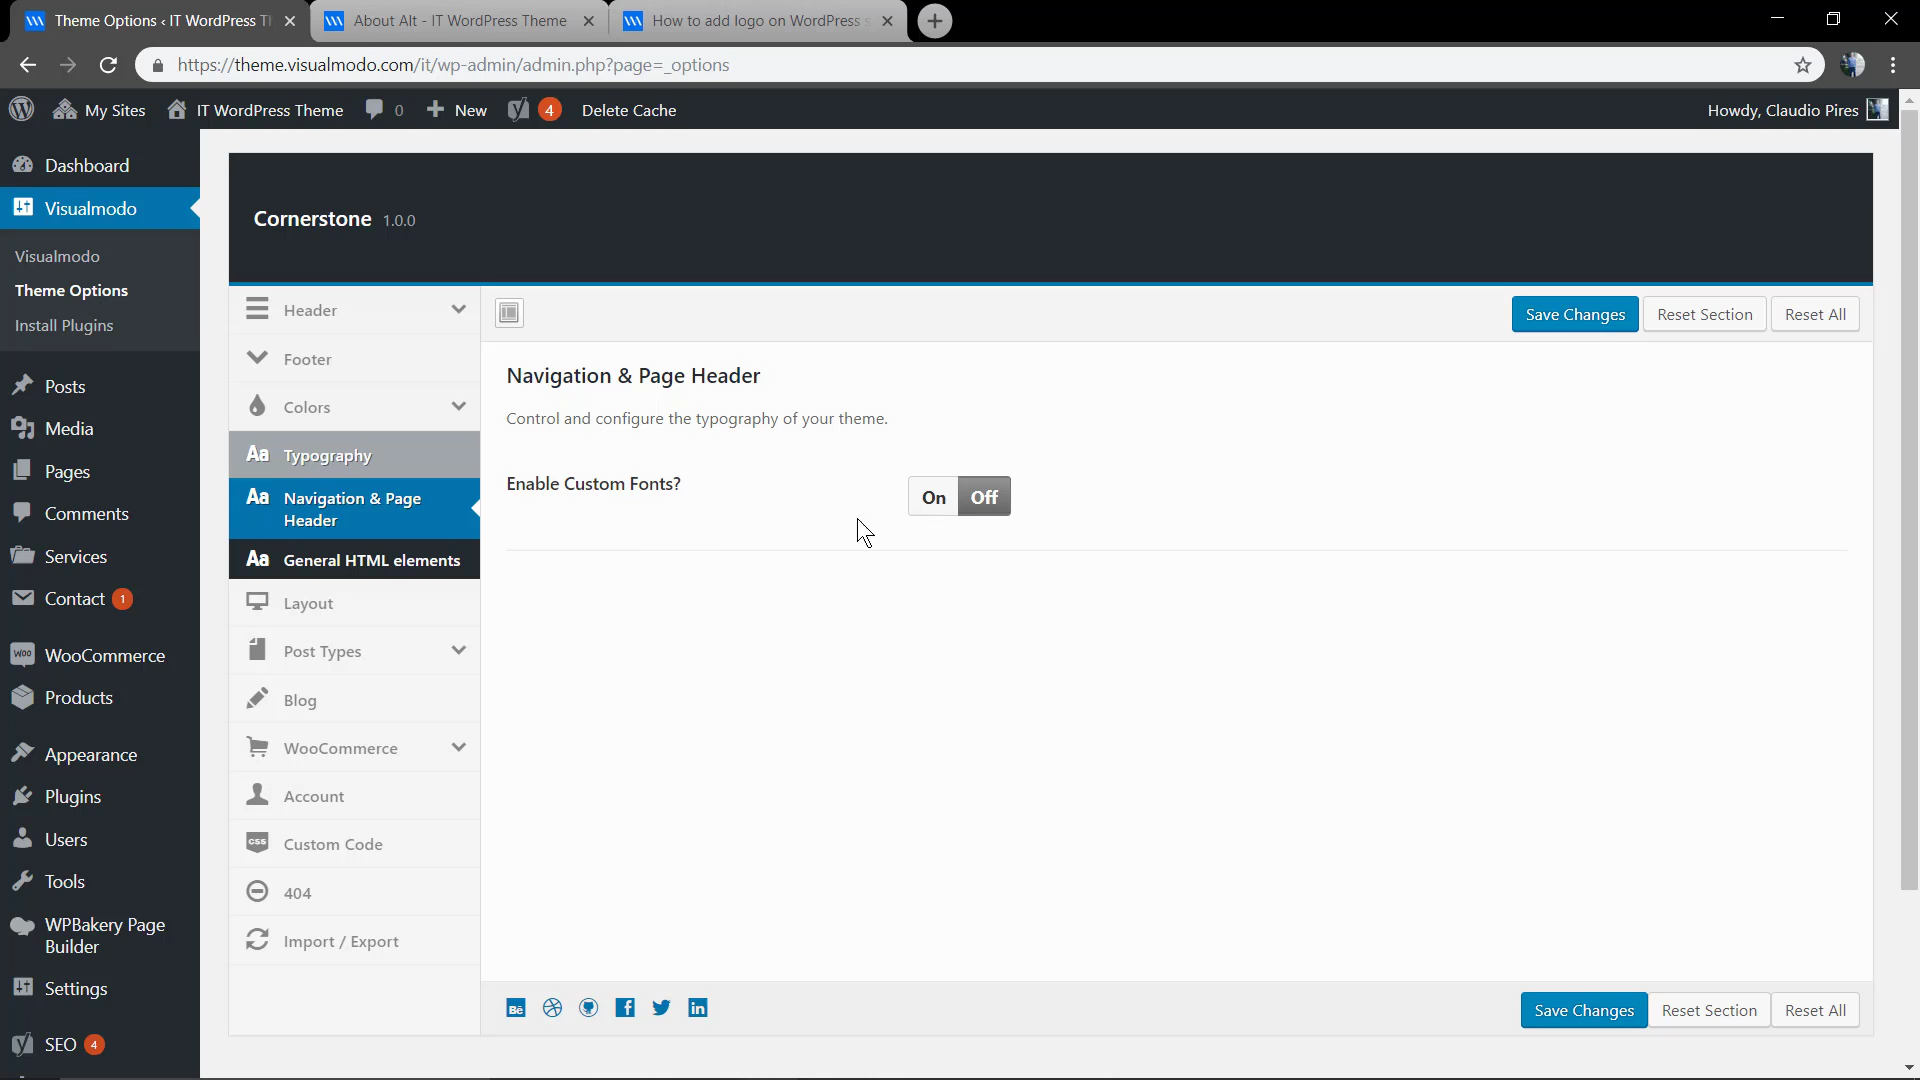 Theme Options ‹ IT WordPress T
About Alt - IT WordPress Theme
How to add logo on WordPress s
https://theme.visualmodo.com/it/wp-admin/admin.php?page=_options
My Sites
IT WordPress Theme
0
New
4
Delete Cache
Howdy, Claudio Pires
Dashboard
Visualmodo
Visualmodo
Theme Options
Install Plugins
Posts
Media
Pages
Comments
Services
Contact 1
WooCommerce
Products
Appearance
Plugins
Users
Tools
WPBakery Page
Builder
Settings
SEO 4
Cornerstone 1.0.0
Header
Footer
Colors
Aa Typography
Aa Navigation & Page
Header
Aa General HTML elements
Layout
Post Types
Blog
WooCommerce
Account
css Custom Code
404
Import / Export
Save Changes
Reset Section
Reset All
Navigation & Page Header
Control and configure the typography of your theme.
Enable Custom Fonts?
On
Off
Save Changes
Reset Section
Reset All